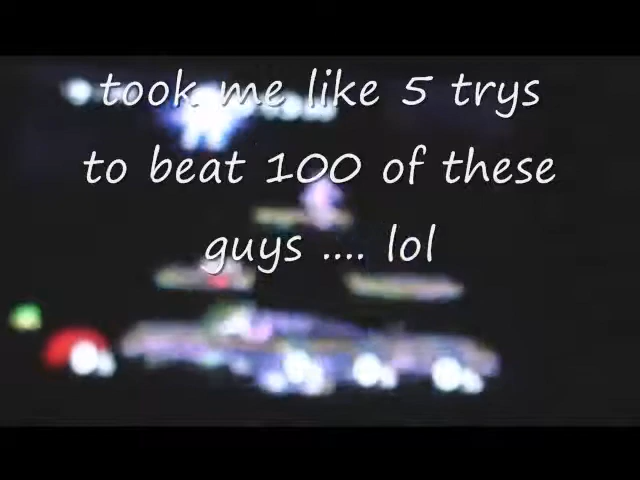 took me like 5 trys
to beat 100 of these
guys .... lol